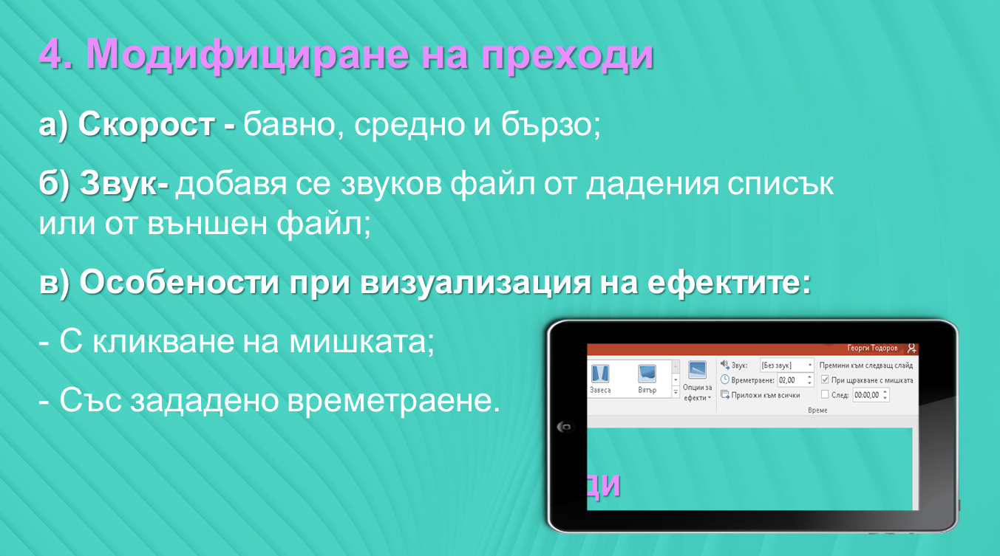 4. Модифициране на преходи
а) Скорост - бавно, средно и бързо;
б) Звук- добавя се звуков файл от дадения списък
или от външен файл;
в) Особености при визуализация на ефектите:
- С кликване на мишката;
- Със зададено времетраене.
Георги Тодоров
Звук: [Без звук] Премини към следващ слайд
Времетраене: 02,00 При щракване с мишката
Приложи към всички След: 00:00,00
Завеса Вятър Опции за
ефекти
Време
ди